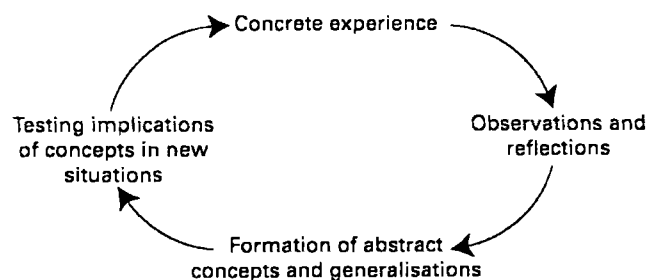 Concrete experience
Observations and
reflections
Formation of abstract
concepts and generalisations
Testing implications
of concepts in new
situations